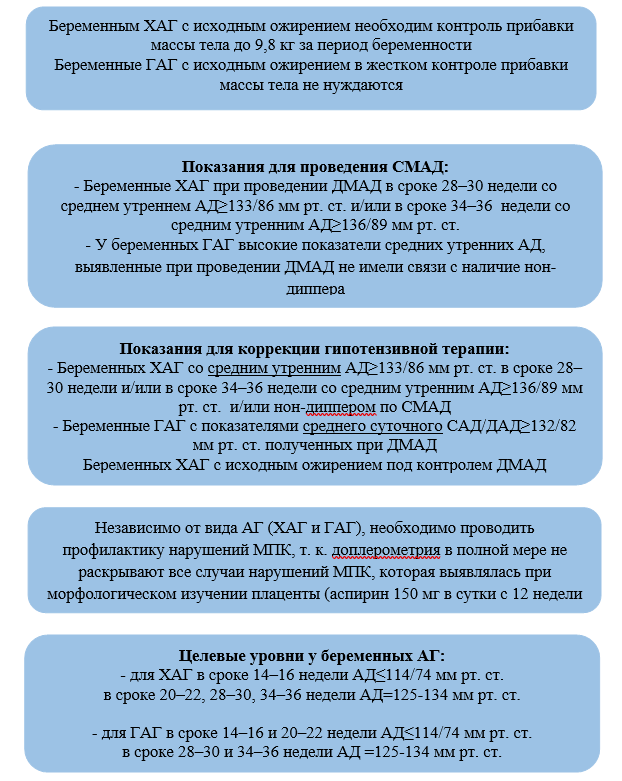 Беременным ХАГ с исходным ожирением необходим контроль прибавки
массы тела до 9,8 кг за период беременности
Беременные ГАГ с исходным ожирением в жестком контроле прибавки
массы тела не нуждаются
Показания для проведения СМАД:
- Беременные ХАГ при проведении ДМАД в сроке 28–30 недели со
среднем утреннем АД≥133/86 мм рт. ст. и/или в сроке 34–36 недели со
средним утренним АД≥136/89 мм рт. ст.
- У беременных ГАГ высокие показатели средних утренних АД,
выявленные при проведении ДМАД не имели связи с наличие нон-
диппера
Показания для коррекции гипотензивной терапии:
- Беременных ХАГ со средним утренним АД≥133/86 мм рт. ст. в сроке 28–
30 недели и/или в сроке 34–36 недели со средним утренним АД≥136/89 мм
рт. ст. и/или нон-диппером по СМАД
- Беременные ГАГ с показателями среднего суточного САД/ДАД≥132/82
мм рт. ст. полученных при ДМАД
Беременных ХАГ с исходным ожирением под контролем ДМАД
Независимо от вида АГ (ХАГ и ГАГ), необходимо проводить
профилактику нарушений МПК, т. к. доплерометрия в полной мере не
раскрывают все случаи нарушений МПК, которая выявлялась при
морфологическом изучении плаценты (аспирин 150 мг в сутки с 12 недели
Целевые уровни у беременных АГ:
- для ХАГ в сроке 14–16 недели АД≤114/74 мм рт. ст.
в сроке 20–22, 28–30, 34–36 недели АД=125-134 мм рт. ст.
- для ГАГ в сроке 14–16 и 20–22 недели АД≤114/74 мм рт. ст.
в сроке 28–30 и 34–36 недели АД =125-134 мм рт. ст.